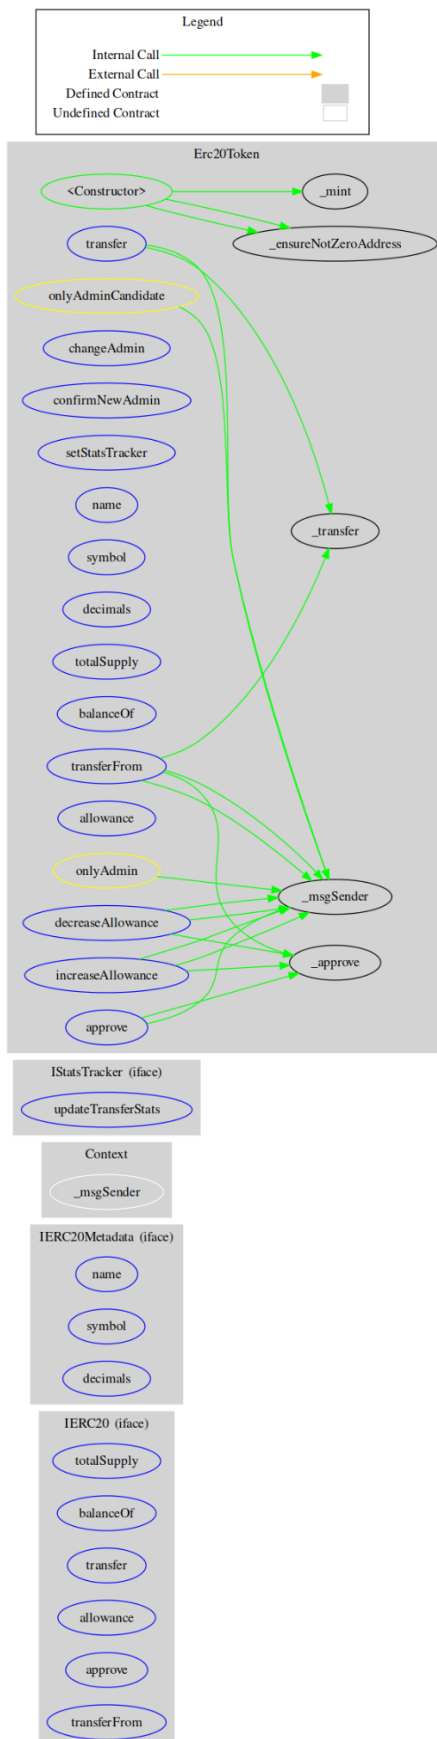 Legend
Internal Call
External Call
Defined Contract
Undefined Contract
Erc20Token
<Constructor>
_mint
_ensureNotZeroAddress
transfer
onlyAdminCandidate
changeAdmin
confirmNewAdmin
setStatsTracker
name
_transfer
symbol
decimals
totalSupply
balanceOf
transferFrom
allowance
onlyAdmin
_msgSender
decreaseAllowance
_approve
increaseAllowance
approve
IStatsTracker (iface)
updateTransferStats
Context
_msgSender
IERC20Metadata (iface)
name
symbol
decimals
IERC20 (iface)
totalSupply
balanceOf
transfer
allowance
approve
transferFrom